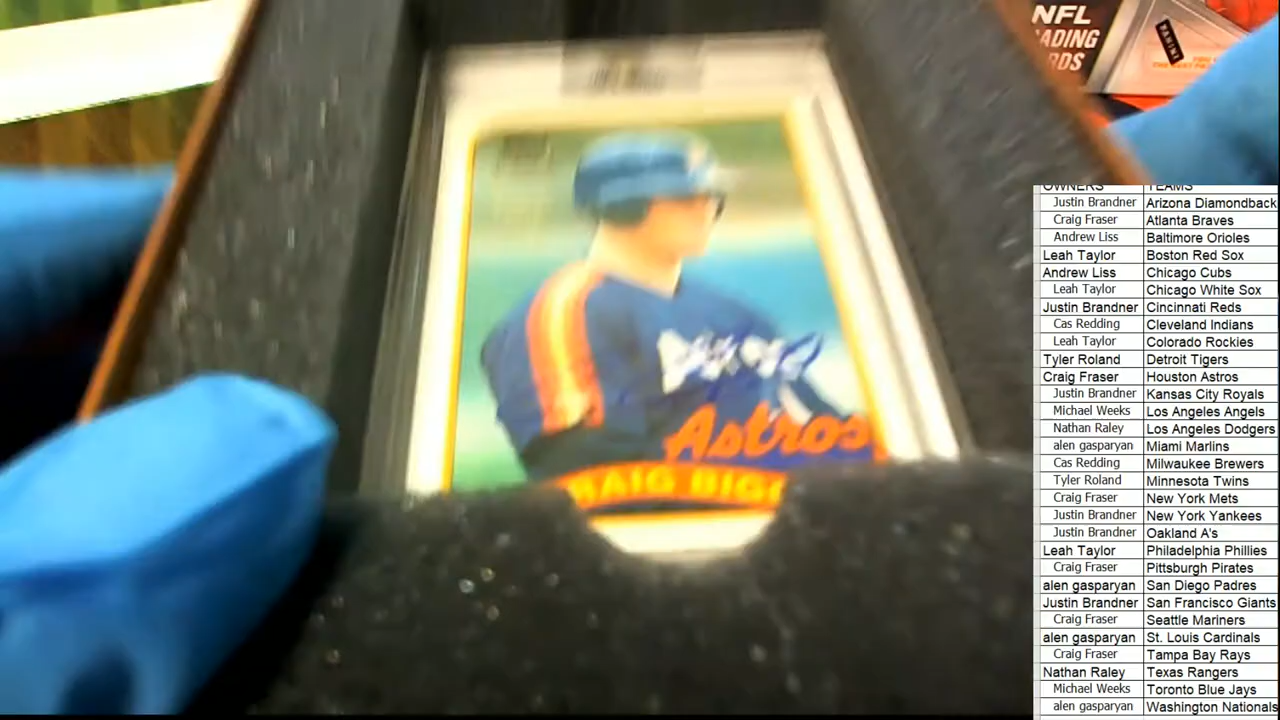 NFL
PANINI
Astros
RAIG BIG
OWNERS TEAMS
Justin Brandner Arizona Diamondback
Craig Fraser Atlanta Braves
Andrew Liss Baltimore Orioles
Leah Taylor Boston Red Sox
Andrew Liss Chicago Cubs
Leah Taylor Chicago White Sox
Justin Brandner Cincinnati Reds
Cas Redding Cleveland Indians
Leah Taylor Colorado Rockies
Tyler Roland Detroit Tigers
Craig Fraser Houston Astros
Justin Brandner Kansas City Royals
Michael Weeks Los Angeles Angels
Nathan Raley Los Angeles Dodgers
alen gasparyan Miami Marlins
Cas Redding Milwaukee Brewers
Tyler Roland Minnesota Twins
Craig Fraser New York Mets
Justin Brandner New York Yankees
Justin Brandner Oakland A's
Leah Taylor Philadelphia Phillies
Craig Fraser Pittsburgh Pirates
alen gasparyan San Diego Padres
Justin Brandner San Francisco Giants
Craig Fraser Seattle Mariners
alen gasparyan St. Louis Cardinals
Craig Fraser Tampa Bay Rays
Nathan Raley Texas Rangers
Michael Weeks Toronto Blue Jays
alen gasparyan Washington Nationals